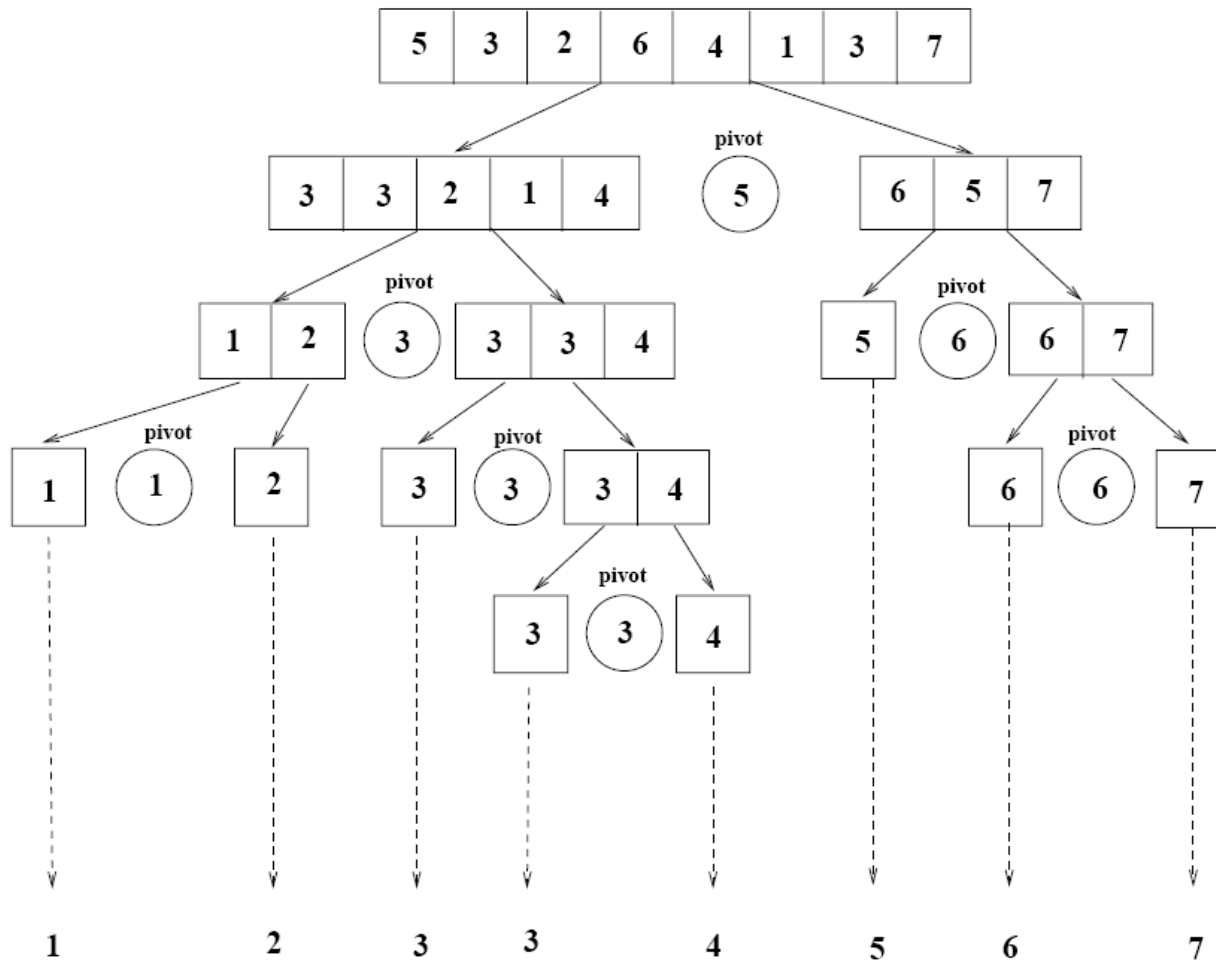 5 3 2 6 4 1 3 7
pivot
3 3 2 1 4 5 6 5 7
pivot pivot
1 2 3 3 3 4 5 6 6 7
pivot pivot pivot
1 1 2 3 3 3 4 6 6 7
pivot
3 3 4
1 2 3 3 4 5 6 7